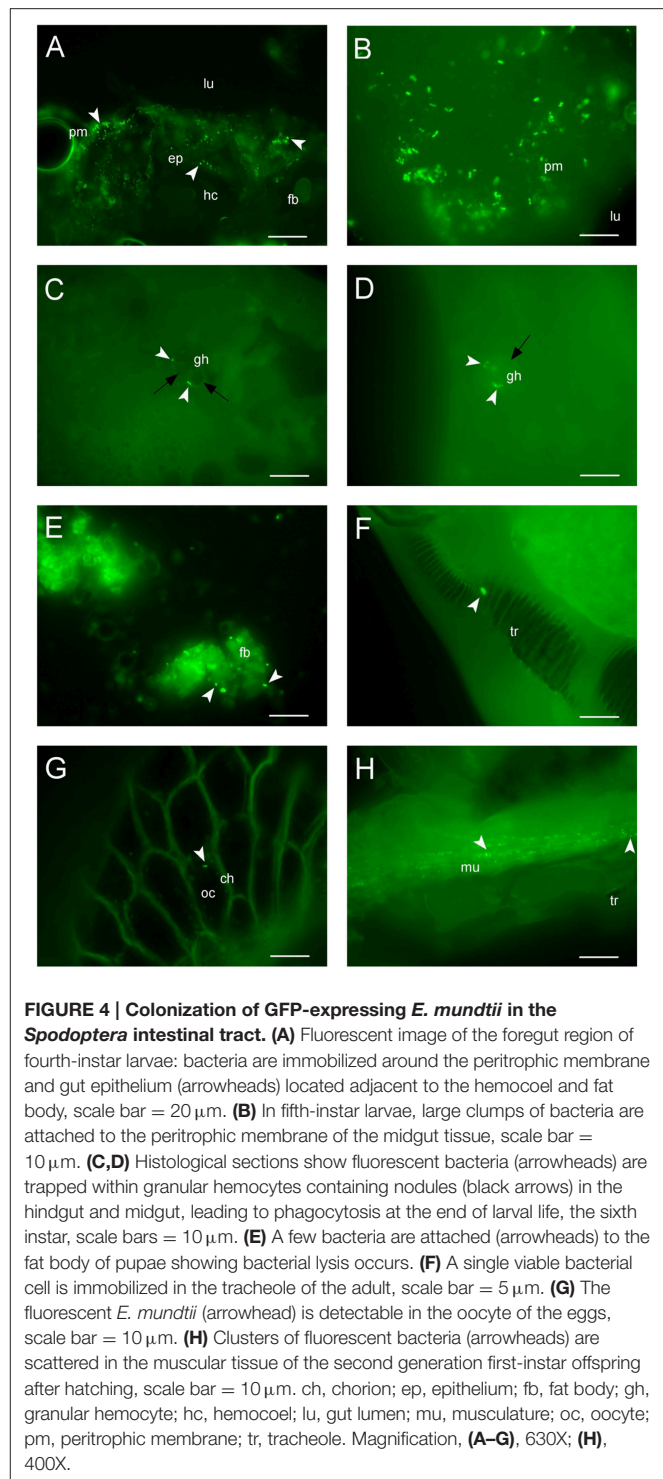 A
lu
pm
ep
hc
fb
B
pm
lu
C
gh
D
gh
E
fb
F
tr
G
ch
oc
H
mu
tr
FIGURE 4 | Colonization of GFP-expressing E. mundtii in the
Spodoptera intestinal tract. (A) Fluorescent image of the foregut region of
fourth-instar larvae: bacteria are immobilized around the peritrophic membrane
and gut epithelium (arrowheads) located adjacent to the hemocoel and fat
body, scale bar = 20 μm. (B) In fifth-instar larvae, large clumps of bacteria are
attached to the peritrophic membrane of the midgut tissue, scale bar =
10 μm. (C,D) Histological sections show fluorescent bacteria (arrowheads) are
trapped within granular hemocytes containing nodules (black arrows) in the
hindgut and midgut, leading to phagocytosis at the end of larval life, the sixth
instar, scale bars = 10 μm. (E) A few bacteria are attached (arrowheads) to the
fat body of pupae showing bacterial lysis occurs. (F) A single viable bacterial
cell is immobilized in the tracheole of the adult, scale bar = 5 μm. (G) The
fluorescent E. mundtii (arrowhead) is detectable in the oocyte of the eggs,
scale bar = 10 μm. (H) Clusters of fluorescent bacteria (arrowheads) are
scattered in the muscular tissue of the second generation first-instar offspring
after hatching, scale bar = 10 μm. ch, chorion; ep, epithelium; fb, fat body; gh,
granular hemocyte; hc, hemocoel; lu, gut lumen; mu, musculature; oc, oocyte;
pm, peritrophic membrane; tr, tracheole. Magnification, (A–G), 630X; (H),
400X.